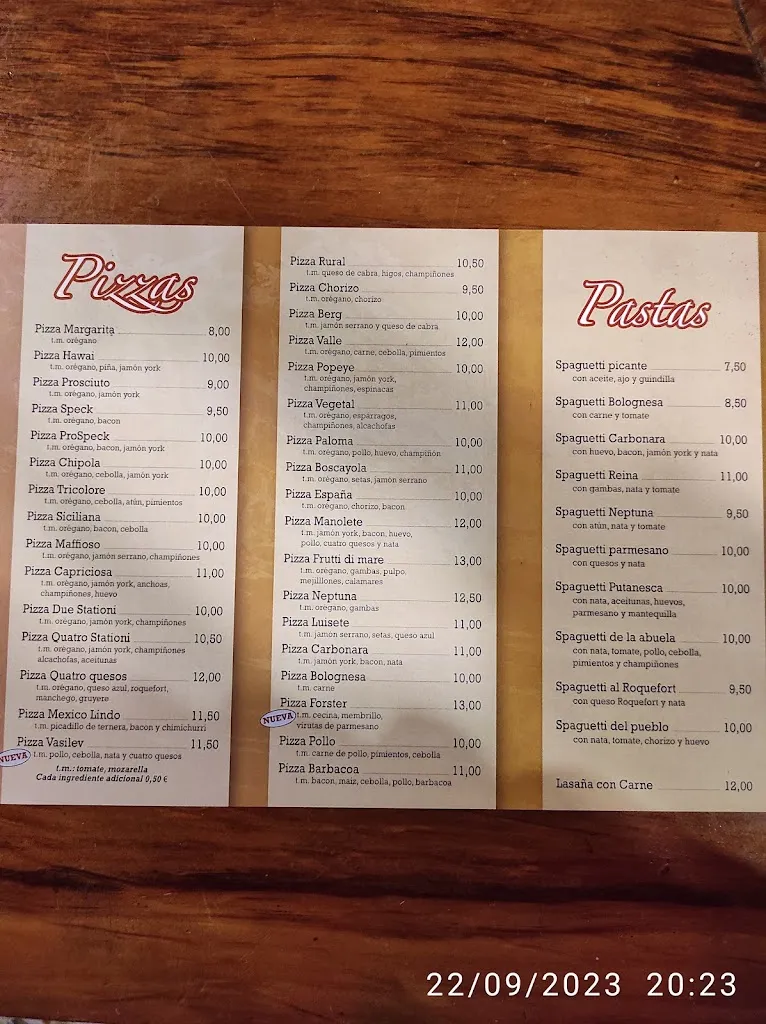 Pizzas
Pizza Margarita 8,00
t.m. orégano
Pizza Hawai 10,00
t.m. orégano, piña, jamón york
Pizza Prosciuto 9,00
t.m. orégano, jamón york
Pizza Speck 9,50
t.m. orégano, bacon
Pizza ProSpeck 10,00
t.m. orégano, bacon, jamón york
Pizza Chipola 10,00
t.m. orégano, cebolla, jamón york
Pizza Tricolore 10,00
t.m. orégano, cebolla, atún, pimientos
Pizza Siciliana 10,00
t.m. orégano, bacon, cebolla
Pizza Maffioso 10,00
t.m. orégano, jamón serrano, champiñones
Pizza Capriciosa 11,00
t.m. orégano, jamón york, anchoas,
champiñones, huevo
Pizza Due Stationi 10,00
t.m. orégano, jamón york, champiñones
Pizza Quatro Stationi 10,50
t.m. orégano, jamón york, champiñones
alcachofas, aceitunas
Pizza Quatro quesos 12,00
t.m. orégano, queso azul, roquefort,
manchego, gruyere
Pizza Mexico Lindo 11,50
t.m. picadillo de ternera, bacon y chimichurri
Pizza Vasilev 11,50
NUEVA t.m. pollo, cebolla, nata y cuatro quesos
t.m.: tomate, mozarella
Cada ingrediente adicional 0,50 €
Pizza Rural 10,50
t.m. queso de cabra, higos, champiñones
Pizza Chorizo 9,50
t.m. orégano, chorizo
Pizza Berg 10,00
t.m. jamón serrano y queso de cabra
Pizza Valle 12,00
t.m. orégano, carne, cebolla, pimientos
Pizza Popeye 10,00
t.m. orégano, jamón york,
champiñones, espinacas
Pizza Vegetal 11,00
t.m. orégano, espárragos,
champiñones, alcachofas
Pizza Paloma 10,00
t.m. orégano, pollo, huevo, champiñón
Pizza Boscayola 11,00
t.m. orégano, setas, jamón serrano
Pizza España 10,00
t.m. orégano, chorizo, bacon
Pizza Manolete 12,00
t.m. jamón york, bacon, huevo,
pollo, cuatro quesos y nata
Pizza Frutti di mare 13,00
t.m. orégano, gambas, pulpo,
mejilllones, calamares
Pizza Neptuna 12,50
t.m. orégano, gambas
Pizza Luisete 11,00
t.m. jamón serrano, setas, queso azul
Pizza Carbonara 11,00
t.m. jamón york, bacon, nata
Pizza Bolognesa 10,00
t.m. carne
Pizza Forster 13,00
NUEVA t.m. cecina, membrillo,
virutas de parmesano
Pizza Pollo 10,00
t.m. carne de pollo, pimientos, cebolla
Pizza Barbacoa 11,00
t.m. bacon, maiz, cebolla, pollo, barbacoa
Pastas
Spaguetti picante 7,50
con aceite, ajo y guindilla
Spaguetti Bolognesa 8,50
con carne y tomate
Spaguetti Carbonara 10,00
con huevo, bacon, jamón york y nata
Spaguetti Reina 11,00
con gambas, nata y tomate
Spaguetti Neptuna 9,50
con atún, nata y tomate
Spaguetti parmesano 10,00
con quesos y nata
Spaguetti Putanesca 10,00
con nata, aceitunas, huevos,
parmesano y mantequilla
Spaguetti de la abuela 10,00
con nata, tomate, pollo, cebolla,
pimientos y champiñones
Spaguetti al Roquefort 9,50
con queso Roquefort y nata
Spaguetti del pueblo 10,00
con nata, tomate, chorizo y huevo
Lasaña con Carne 12,00
22/09/2023 20:23